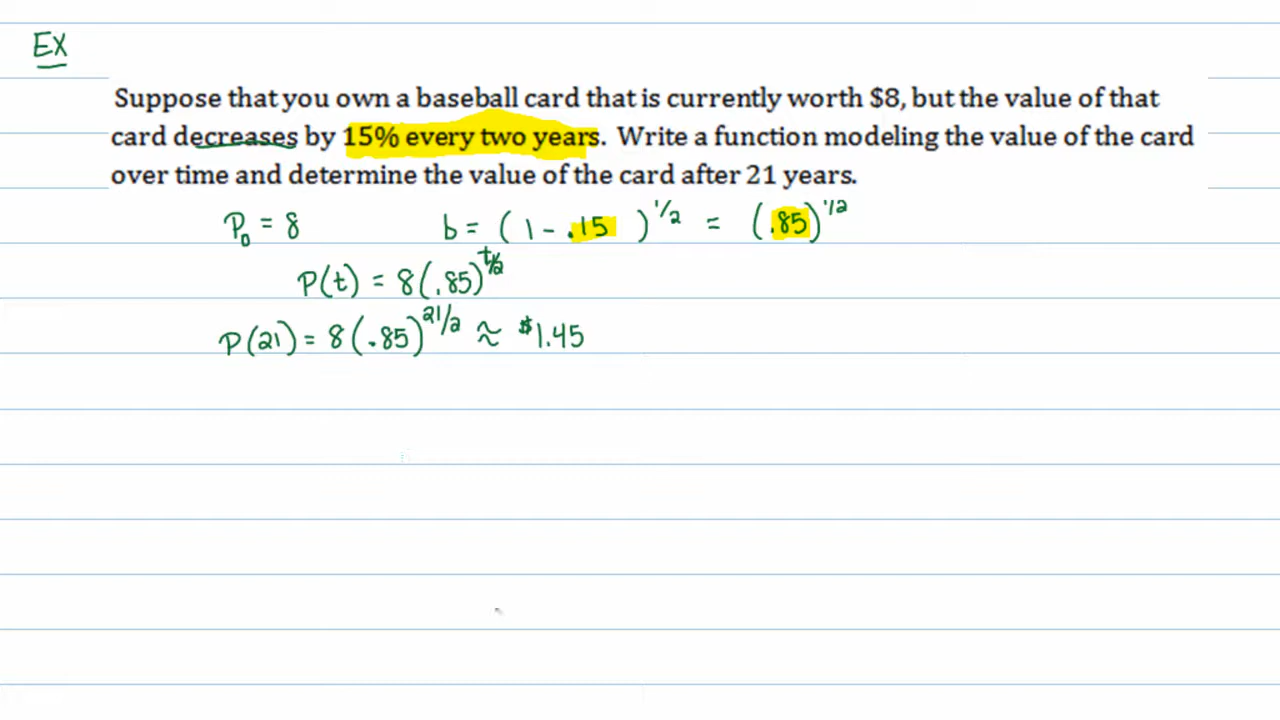 EX
Suppose that you own a baseball card that is currently worth $8, but the value of that
card decreases by 15% every two years. Write a function modeling the value of the card
over time and determine the value of the card after 21 years.
P₀ = 8 b = (1 - .15)^1/2 = (.85)^1/2
P(t) = 8(.85)^t/2
P(21) = 8(.85)^21/2 ≈ $1.45